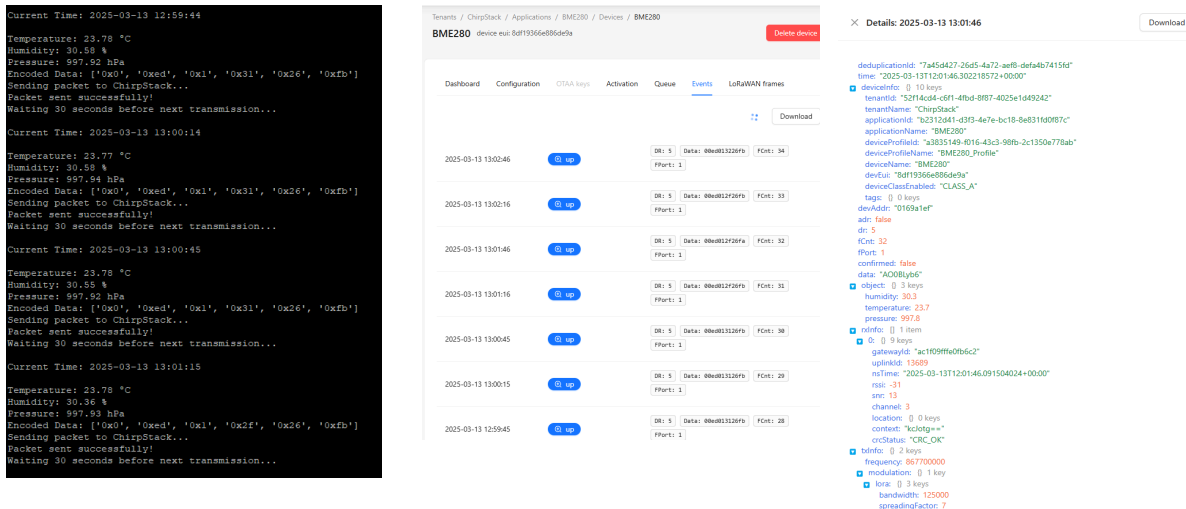 Current Time: 2025-03-13 12:59:44
Temperature: 23.78 °C
Humidity: 30.58 %
Pressure: 997.92 hPa
Encoded Data: ['0x0', '0xed', '0x1', '0x31', '0x26', '0xfb']
Sending packet to ChirpStack...
Packet sent successfully!
Waiting 30 seconds before next transmission...
Current Time: 2025-03-13 13:00:14
Temperature: 23.77 °C
Humidity: 30.58 %
Pressure: 997.94 hPa
Encoded Data: ['0x0', '0xed', '0x1', '0x31', '0x26', '0xfb']
Sending packet to ChirpStack...
Packet sent successfully!
Waiting 30 seconds before next transmission...
Current Time: 2025-03-13 13:00:45
Temperature: 23.78 °C
Humidity: 30.55 %
Pressure: 997.92 hPa
Encoded Data: ['0x0', '0xed', '0x1', '0x31', '0x26', '0xfb']
Sending packet to ChirpStack...
Packet sent successfully!
Waiting 30 seconds before next transmission...
Current Time: 2025-03-13 13:01:15
Temperature: 23.78 °C
Humidity: 30.36 %
Pressure: 997.93 hPa
Encoded Data: ['0x0', '0xed', '0x1', '0x2f', '0x26', '0xfb']
Sending packet to ChirpStack...
Packet sent successfully!
Waiting 30 seconds before next transmission...
Tenants / ChirpStack / Applications / BME280 / Devices / BME280
BME280 device eui: 8df19366e886de9a
Delete device
Dashboard Configuration OTAA keys Activation Queue Events LoRaWAN frames
Download
2025-03-13 13:02:46 up DR: 5 Data: 00ed013226fb FCnt: 34
FPort: 1
2025-03-13 13:02:16 up DR: 5 Data: 00ed012f26fb FCnt: 33
FPort: 1
2025-03-13 13:01:46 up DR: 5 Data: 00ed012f26fa FCnt: 32
FPort: 1
2025-03-13 13:01:16 up DR: 5 Data: 00ed012f26fb FCnt: 31
FPort: 1
2025-03-13 13:00:45 up DR: 5 Data: 00ed013126fb FCnt: 30
FPort: 1
2025-03-13 13:00:15 up DR: 5 Data: 00ed013126fb FCnt: 29
FPort: 1
2025-03-13 12:59:45 up DR: 5 Data: 00ed013126fb FCnt: 28
FPort: 1
Details: 2025-03-13 13:01:46
Download
deduplicationId: "7a45d427-26d5-4a72-aef8-defa4b7415fd"
time: "2025-03-13T12:01:46.302218572+00:00"
deviceInfo: {} 10 keys
tenantId: "52f14cd4-c6f1-4fbd-8f87-4025e1d49242"
tenantName: "ChirpStack"
applicationId: "b2312d41-d3f3-4e7e-bc18-8e831fd0f87c"
applicationName: "BME280"
deviceProfileId: "a3835149-f016-43c3-98fb-2c1350e778ab"
deviceProfileName: "BME280_Profile"
deviceName: "BME280"
devEui: "8df19366e886de9a"
deviceClassEnabled: "CLASS_A"
tags: {} 0 keys
devAddr: "0169a1ef"
adr: false
dr: 5
fCnt: 32
fPort: 1
confirmed: false
data: "AO0BLyb6"
object: {} 3 keys
humidity: 30.3
temperature: 23.7
pressure: 997.8
rxInfo: [] 1 item
0: {} 9 keys
gatewayId: "ac1f09fffe0fb6c2"
uplinkId: 13689
nsTime: "2025-03-13T12:01:46.091504024+00:00"
rssi: -31
snr: 13
channel: 3
location: {} 0 keys
context: "kcJotg=="
crcStatus: "CRC_OK"
txInfo: {} 2 keys
frequency: 867700000
modulation: {} 1 key
lora: {} 3 keys
bandwidth: 125000
spreadingFactor: 7